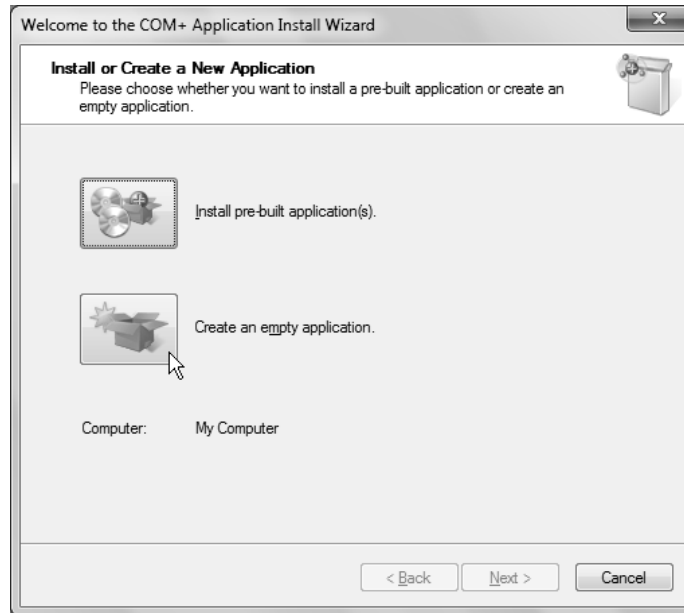 Welcome to the COM+ Application Install Wizard
Install or Create a New Application
Please choose whether you want to install a pre-built application or create an
empty application.
Install pre-built application(s).
Create an empty application.
Computer: My Computer
< Back Next > Cancel